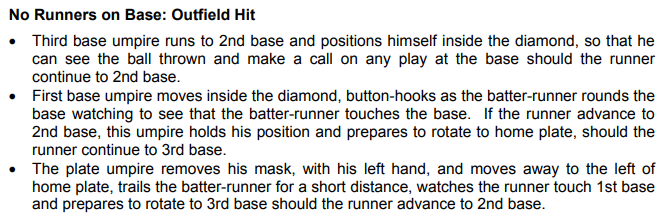 No Runners on Base: Outfield Hit
• Third base umpire runs to 2nd base and positions himself inside the diamond, so that he
can see the ball thrown and make a call on any play at the base should the runner
continue to 2nd base.
• First base umpire moves inside the diamond, button-hooks as the batter-runner rounds the
base watching to see that the batter-runner touches the base.  If the runner advance to
2nd base, this umpire holds his position and prepares to rotate to home plate, should the
runner continue to 3rd base.
• The plate umpire removes his mask, with his left hand, and moves away to the left of
home plate, trails the batter-runner for a short distance, watches the runner touch 1st base
and prepares to rotate to 3rd base should the runner advance to 2nd base.